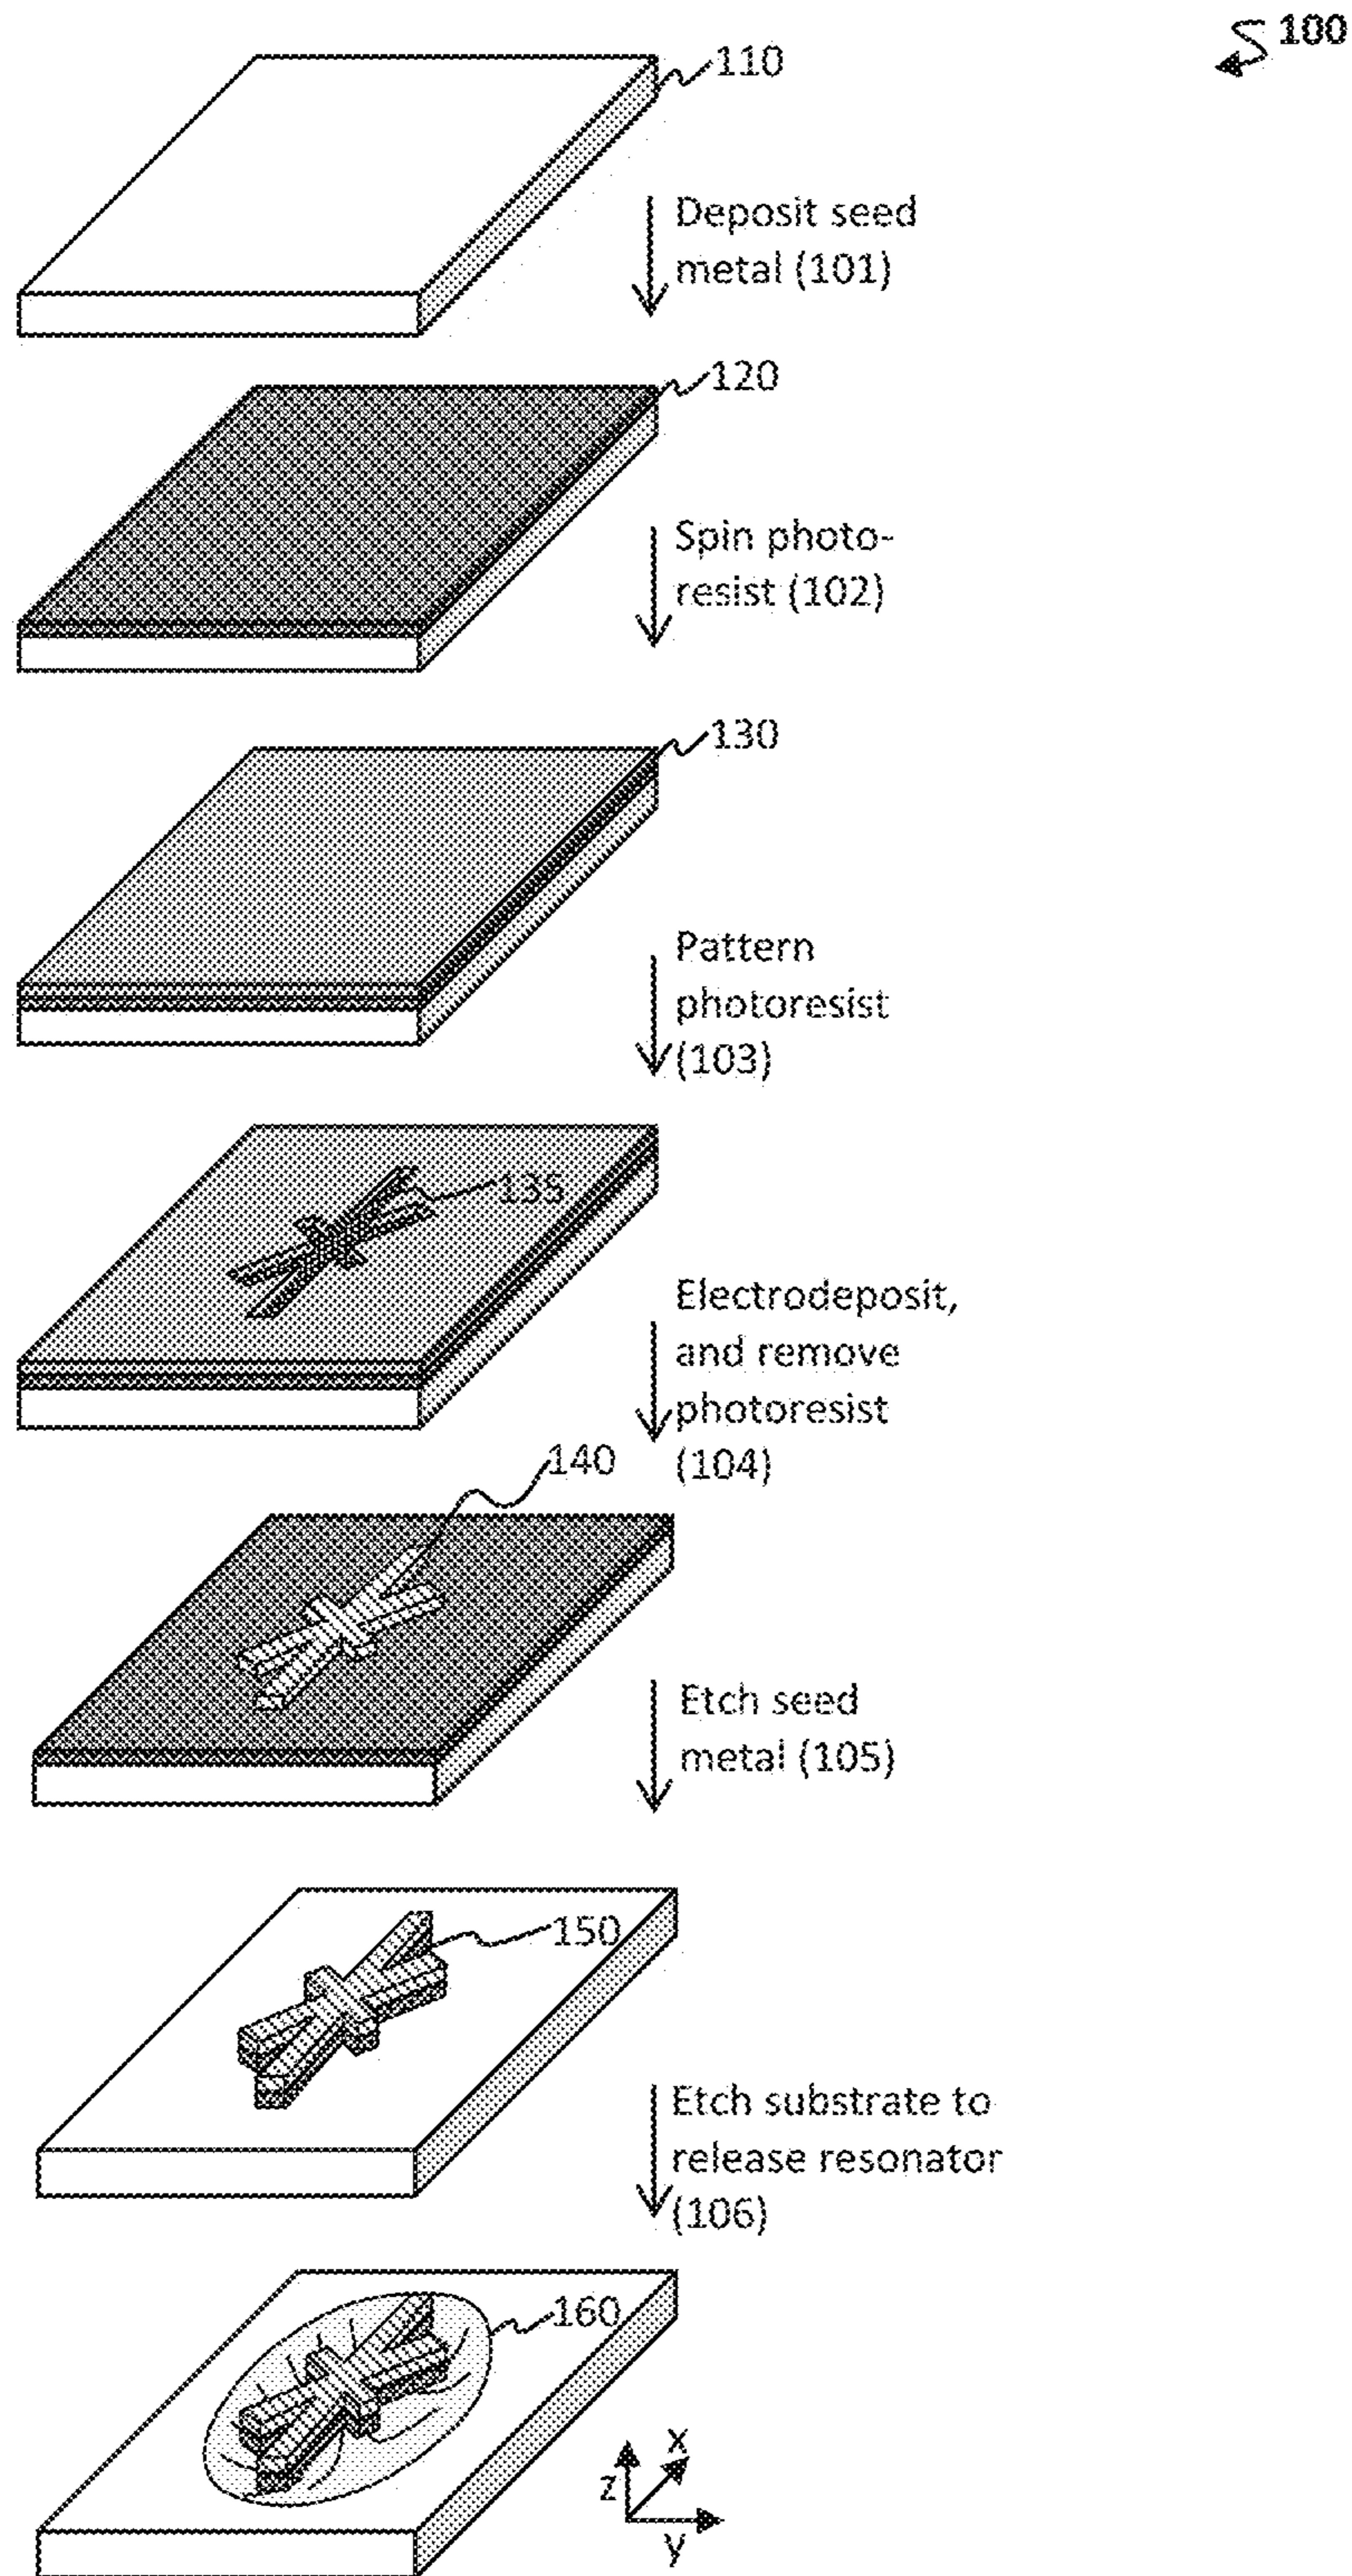 100
110
Deposit seed
metal (101)
120
Spin photo-
resist (102)
130
Pattern
photoresist
(103)
135
Electrodeposit,
and remove
photoresist
(104)
140
Etch seed
metal (105)
150
Etch substrate to
release resonator
(106)
160
x
z
y